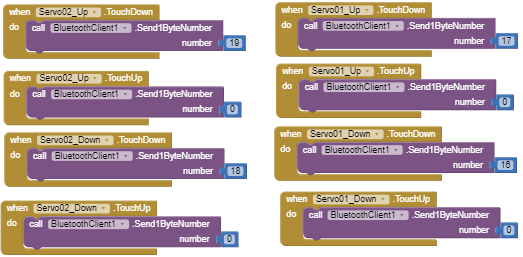 when Servo02_Up .TouchDown
do call BluetoothClient1 .Send1ByteNumber
number 19
when Servo02_Up .TouchUp
do call BluetoothClient1 .Send1ByteNumber
number 0
when Servo02_Down .TouchDown
do call BluetoothClient1 .Send1ByteNumber
number 18
when Servo02_Down .TouchUp
do call BluetoothClient1 .Send1ByteNumber
number 0
when Servo01_Up .TouchDown
do call BluetoothClient1 .Send1ByteNumber
number 17
when Servo01_Up .TouchUp
do call BluetoothClient1 .Send1ByteNumber
number 0
when Servo01_Down .TouchDown
do call BluetoothClient1 .Send1ByteNumber
number 16
when Servo01_Down .TouchUp
do call BluetoothClient1 .Send1ByteNumber
number 0